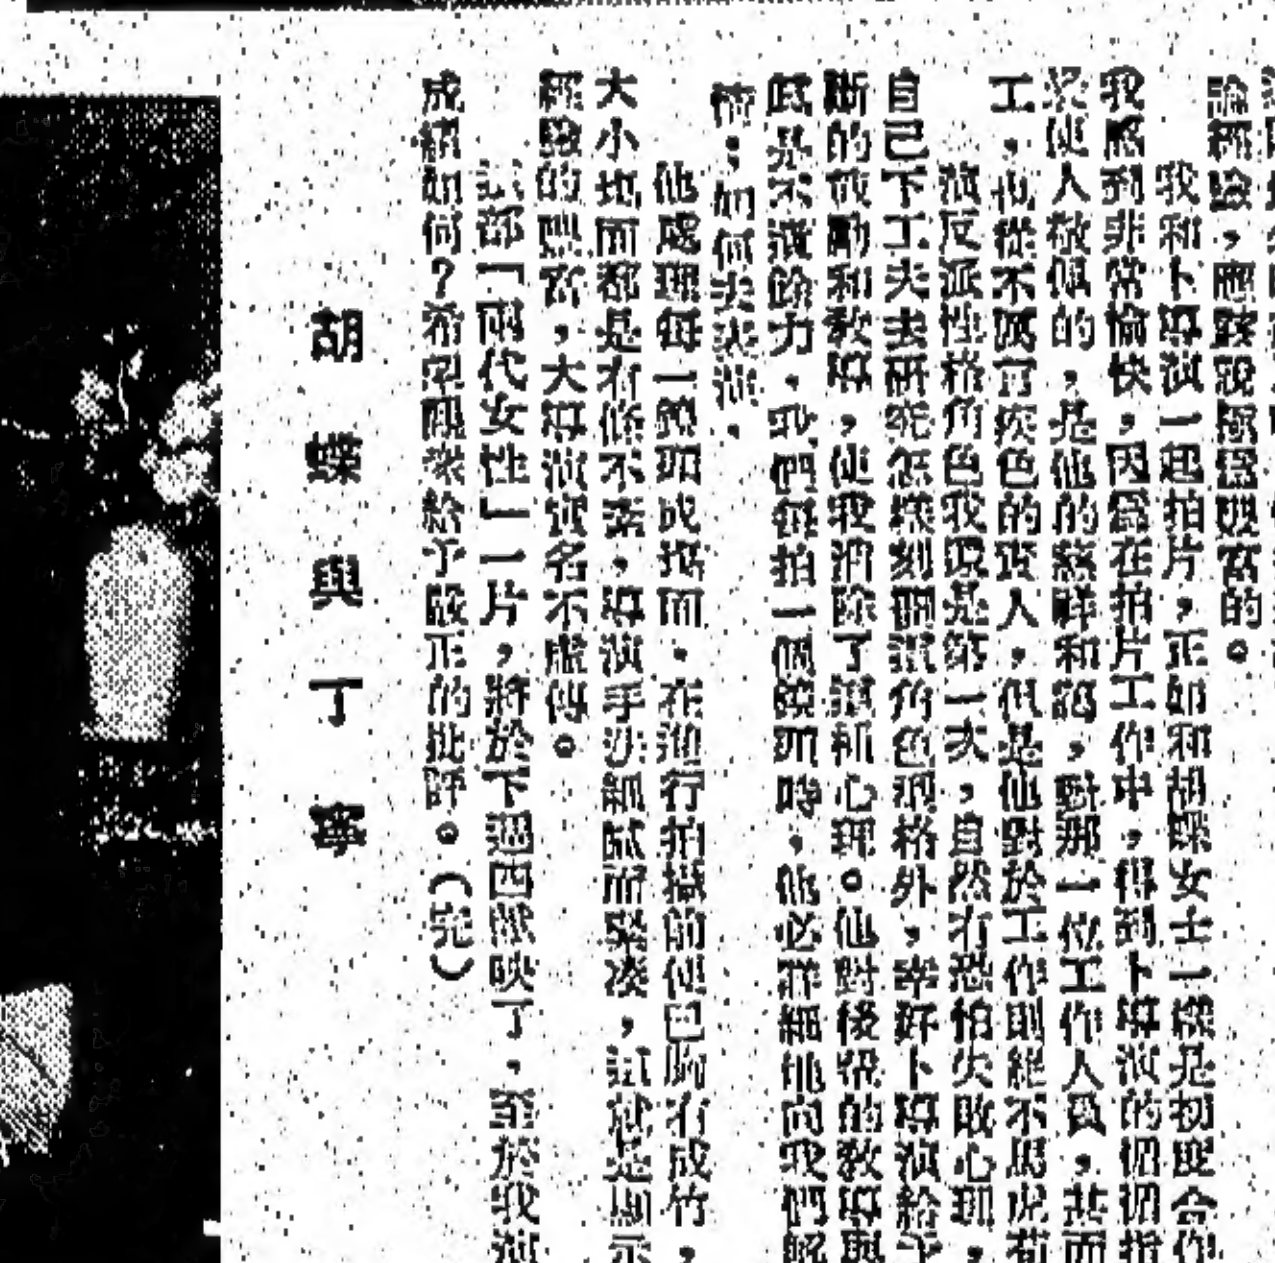 論經驗，應該說極爲豐富的。
我和卜導演一起拍片，正如和胡蝶女士一樣是初度合作
我感到非常愉快，因爲在拍片工作中，得到卜導演的
使人敬佩的，是他的慈祥和藹，對那一位工作人員，
工，也從不厲言疾色的責人，但是他對於工作則絕不馬虎
演反派性格角色我還是第一次，自然有恐怕失敗心理，
自己下工夫去研究怎樣刻劃這角色性格外，幸好卜導演給予
斷的鼓勵和教導，使我消除了這種心理。他對後輩的教導與
底是不遺餘力，我們每拍一個鏡頭時，他必詳細地向我們解
如何去演。
他處理每一鏡頭或場面，在進行拍攝前便已胸有成竹，
大小場面都是有條不紊，導演手法細膩而緊湊，這就是顯示
經驗的豐富，大導演實名不虛傳。
這部「兩代女性」一片，將於下週四獻映了，至於我演
成績如何？希望觀衆給予嚴正的批評。（完）
胡蝶與丁寧